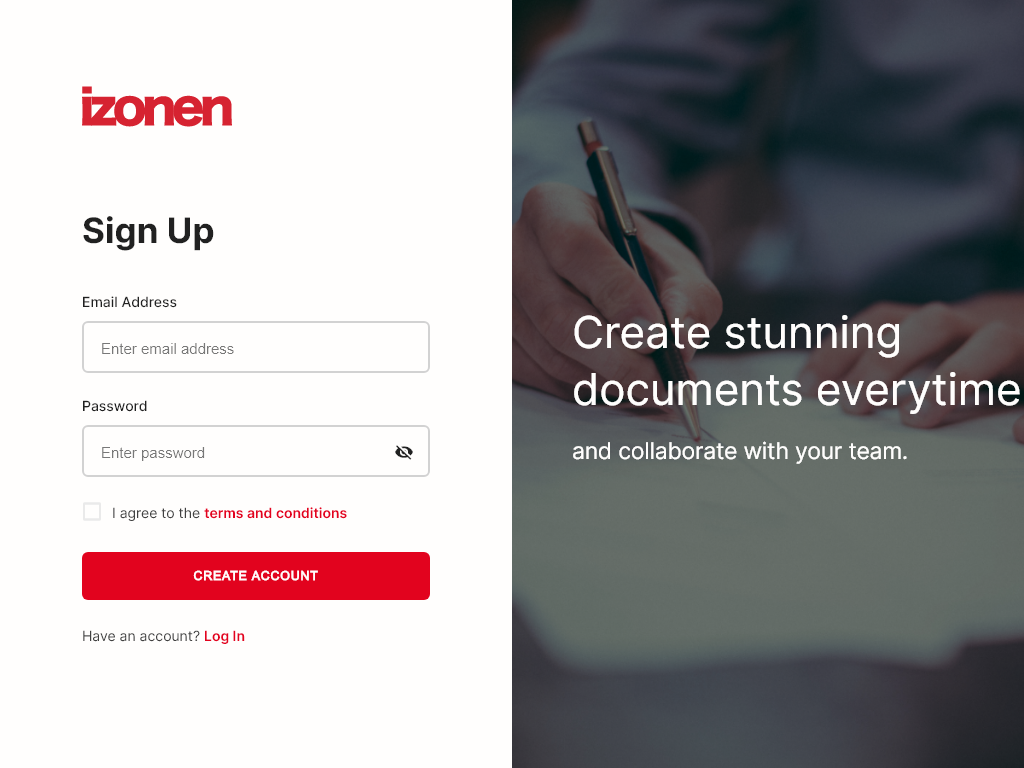 izonen
Sign Up
Email Address
Enter email address
Password
Enter password
I agree to the terms and conditions
CREATE ACCOUNT
Have an account? Log In
Create stunning
documents everytime
and collaborate with your team.